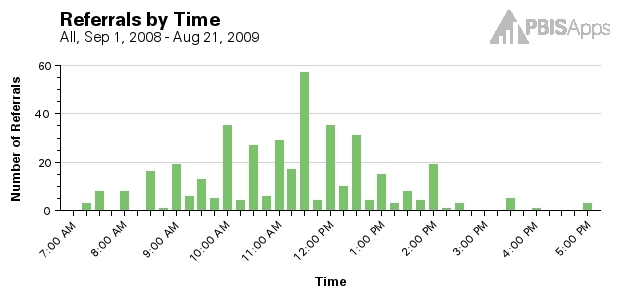 Referrals by Time
All, Sep 1, 2008 - Aug 21, 2009
PBISApps
Number of Referrals
60
40
20
0
7:00 AM
8:00 AM
9:00 AM
10:00 AM
11:00 AM
12:00 PM
1:00 PM
2:00 PM
3:00 PM
4:00 PM
5:00 PM
Time